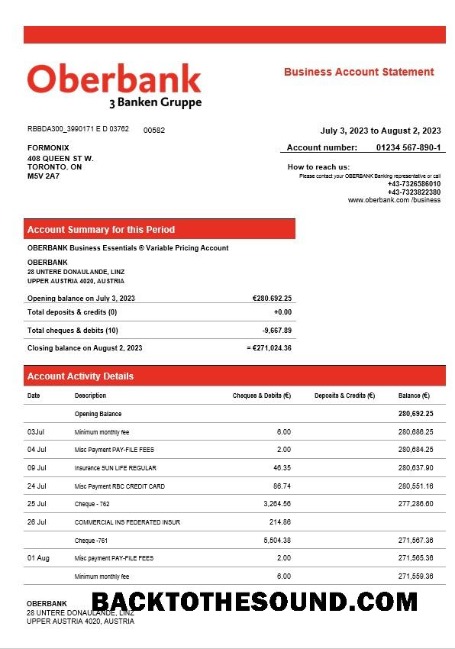 Oberbank
3 Banken Gruppe
Business Account Statement
RBBDA300_3990171 E D 03762 00582
July 3, 2023 to August 2, 2023
FORMONIX
408 QUEEN ST W.
TORONTO. ON
M5V 2A7
Account number: 01234 567-890-1
How to reach us:
Please contact your OBERBANK Banking representative or call
+43-7326586010
+43-7323822380
www.oberbank.com /business
Account Summary for this Period
OBERBANK Business Essentials ® Variable Pricing Account
OBERBANK
28 UNTERE DONAULANDE, LINZ
UPPER AUSTRIA 4020, AUSTRIA
Opening balance on July 3, 2023 €280.692.25
Total deposits & credits (0) +0.00
Total cheques & debits (10) -9,667.89
Closing balance on August 2, 2023 = €271,024.36
Account Activity Details
Date Description Cheques & Debits (€) Deposits & Credits (€) Balance (€)
Opening Balance 280,692.25
03Jul Minimum monthly fee 6.00 280,686.25
04 Jul Misc Payment PAY-FILE FEES 2.00 280,684.25
09 Jul Insurance SUN LIFE REGULAR 46.35 280,637.90
24 Jul Misc Payment RBC CREDIT CARD 86.74 280,551.16
25 Jul Cheque - 762 3,264.56 277,286.60
26 Jul COMMERCIAL INS FEDERATED INSUR 214.86
Cheque -761 5,504.38 271,567.36
01 Aug Misc payment PAY-FILE FEES 2.00 271,565.36
Minimum monthly fee 6.00 271,559.36
OBERBANK
28 UNTERE DONAULANDE, LINZ
UPPER AUSTRIA 4020, AUSTRIA
BACKTOTHESOUND.COM